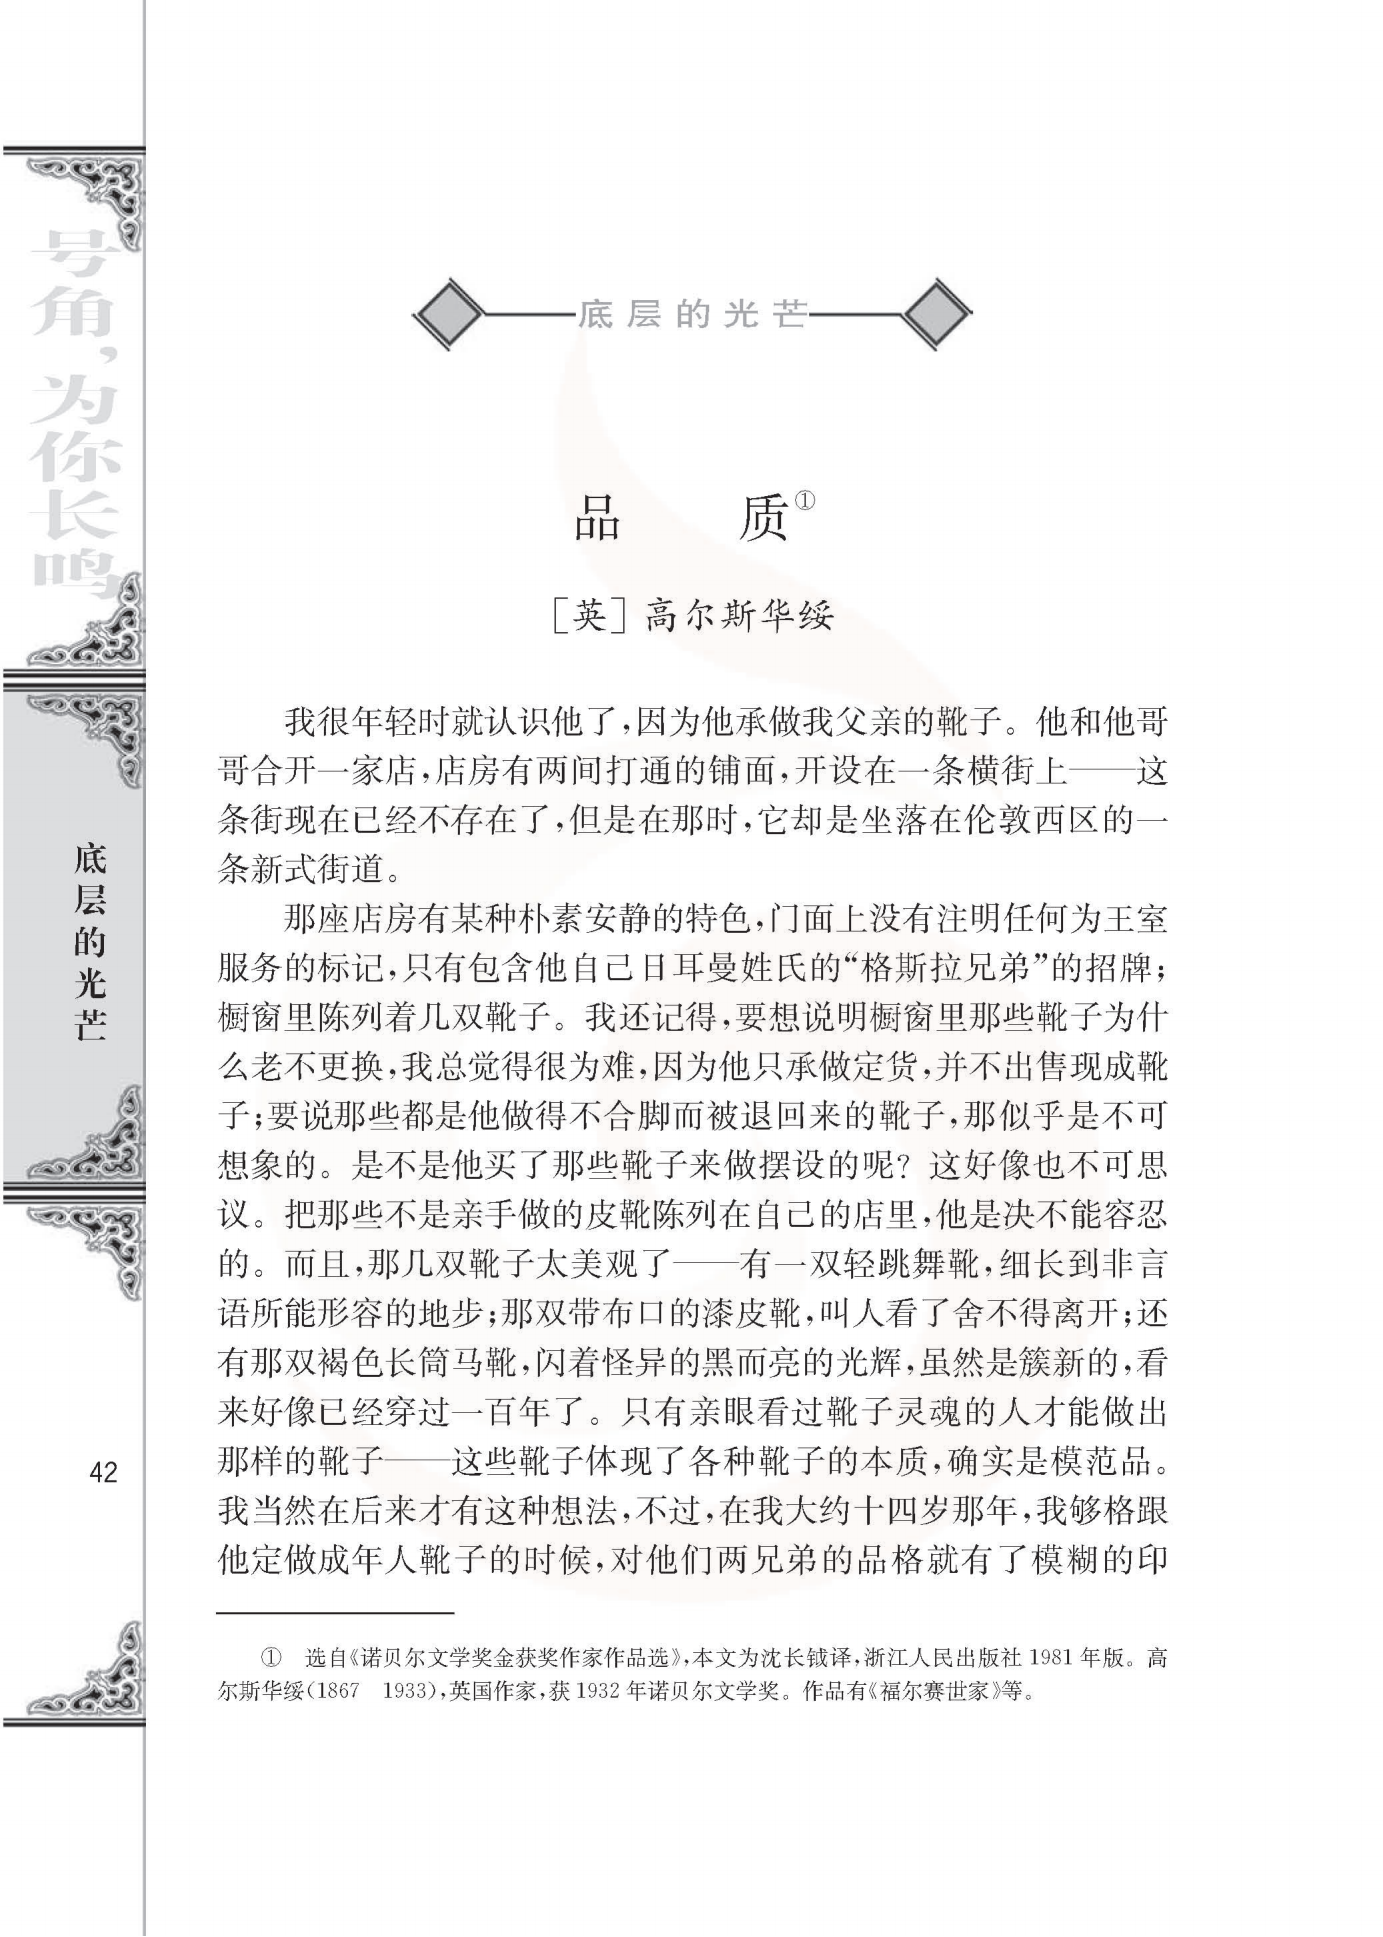 号角，为你长鸣
底层的光芒
42
底层的光芒
品 质①
［英］高尔斯华绥
我很年轻时就认识他了，因为他承做我父亲的靴子。他和他哥
哥合开一家店，店房有两间打通的铺面，开设在一条横街上——这
条街现在已经不存在了，但是在那时，它却是坐落在伦敦西区的一
条新式街道。
那座店房有某种朴素安静的特色，门面上没有注明任何为王室
服务的标记，只有包含他自己日耳曼姓氏的“格斯拉兄弟”的招牌；
橱窗里陈列着几双靴子。我还记得，要想说明橱窗里那些靴子为什
么老不更换，我总觉得很为难，因为他只承做定货，并不出售现成靴
子；要说那些都是他做得不合脚而被退回来的靴子，那似乎是不可
想象的。是不是他买了那些靴子来做摆设的呢？这好像也不可思
议。把那些不是亲手做的皮靴陈列在自己的店里，他是决不能容忍
的。而且，那几双靴子太美观了——有一双轻跳舞靴，细长到非言
语所能形容的地步；那双带布口的漆皮靴，叫人看了舍不得离开；还
有那双褐色长筒马靴，闪着怪异的黑而亮的光辉，虽然是簇新的，看
来好像已经穿过一百年了。只有亲眼看过靴子灵魂的人才能做出
那样的靴子——这些靴子体现了各种靴子的本质，确实是模范品。
我当然在后来才有这种想法，不过，在我大约十四岁那年，我够格跟
他定做成年人靴子的时候，对他们两兄弟的品格就有了模糊的印
① 选自《诺贝尔文学奖金获奖作家作品选》，本文为沈长钺译，浙江人民出版社 1981 年版。高
尔斯华绥（1867 1933），英国作家，获 1932 年诺贝尔文学奖。作品有《福尔赛世家》等。